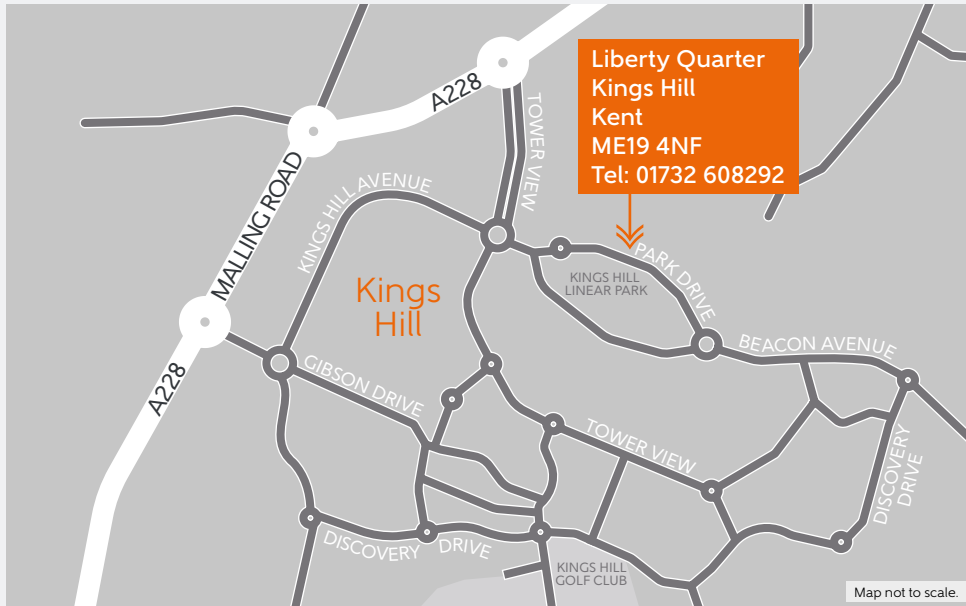 Liberty Quarter
Kings Hill
Kent
ME19 4NF
Tel: 01732 608292
A228
TOWER VIEW
MALLING ROAD
KINGS HILL AVENUE
PARK DRIVE
KINGS HILL
LINEAR PARK
Kings
Hill
BEACON AVENUE
GIBSON DRIVE
A228
TOWER VIEW
DISCOVERY
DRIVE
DISCOVERY DRIVE
KINGS HILL
GOLF CLUB
Map not to scale.